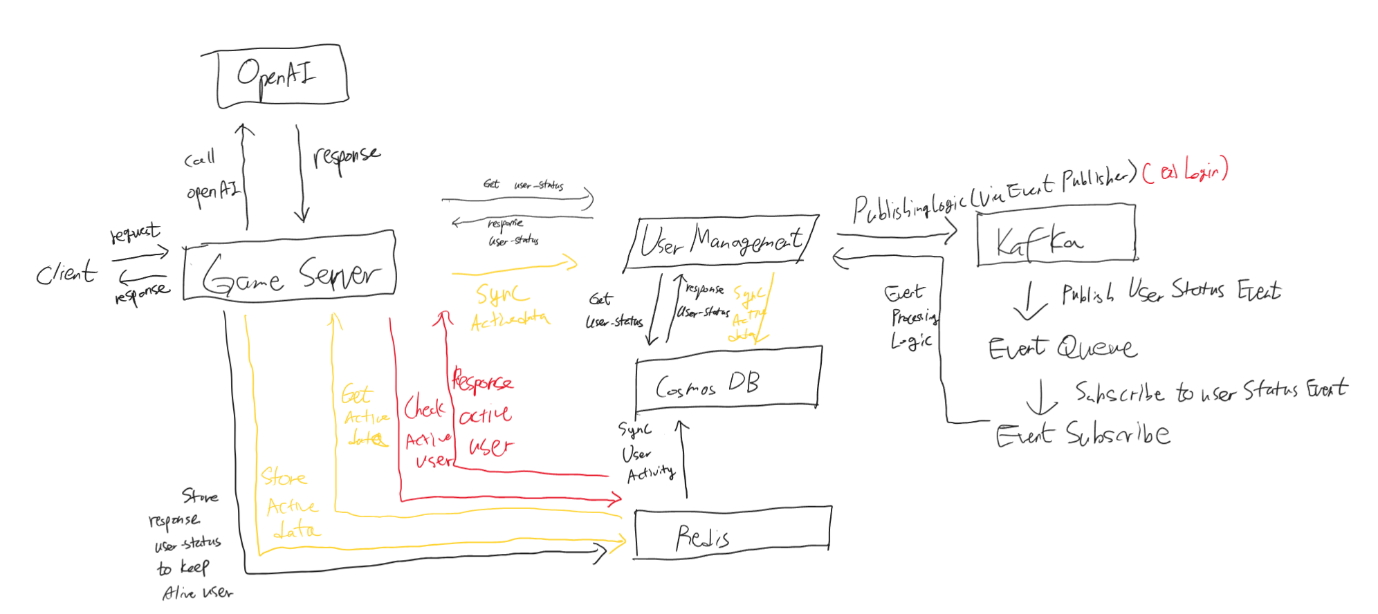 OpenAI
call
openAI
response
request
Client
response
Game Server
Get user-status
response
user-status
Sync
Active data
User Management
Get
User-status
response
User-status
Sync
Active
data
Cosmos DB
Sync
User
Activity
Redis
PublishingLogic (via Event Publisher)
Login)
Kafka
Publish User Status Event
Event Queue
Subscribe to user Status Event
Event Subscribe
Event
Processing
Logic
Get
Active
data
Check
Active
user
Response
active
user
Store
Active
data
Store
response
user-status
to keep
Alive user